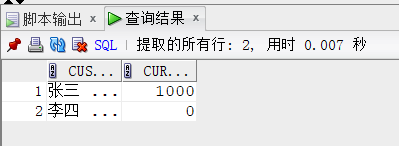 脚本输出 x 查询结果 x
SQL | 提取的所有行: 2, 用时 0.007 秒
CUS... CUR...
1 张三 ... 1000
2 李四 ... 0